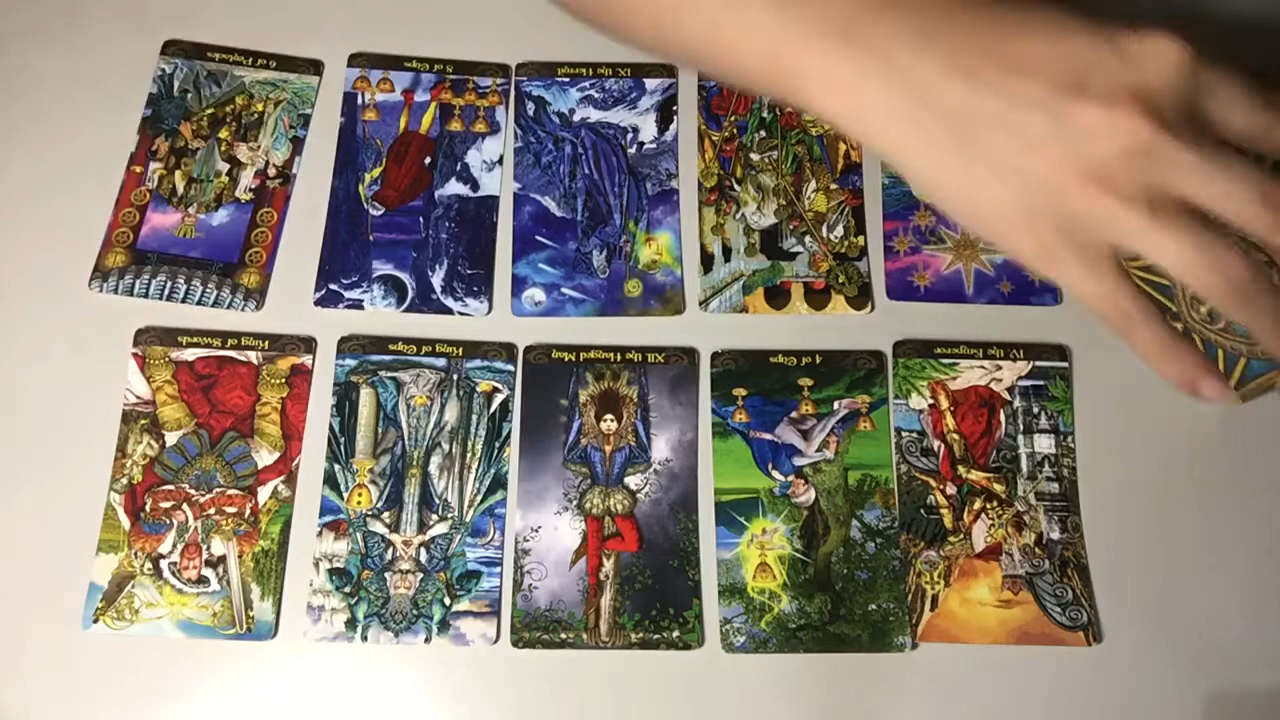 6 of Pentacles
8 of Cups
IX. the Hermit
King of Swords
King of Cups
XII. the Hanged Man
4 of Cups
IV. the Emperor